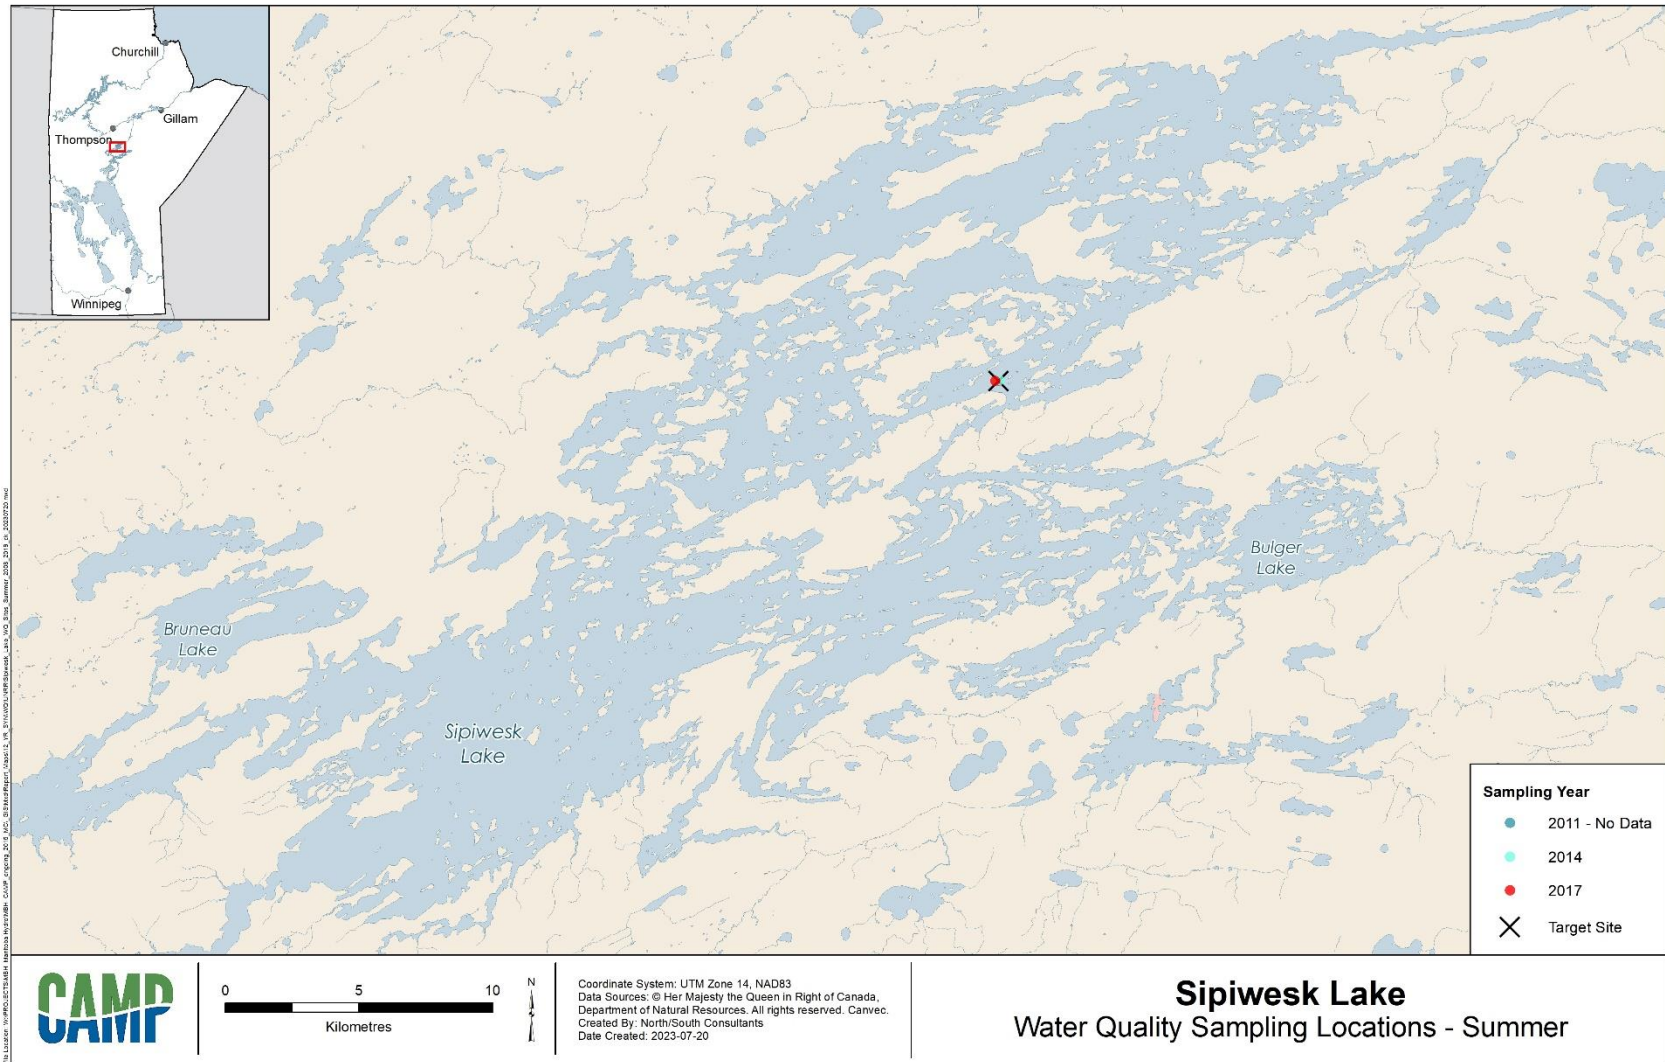 Churchill
Gillam
Thompson
Winnipeg
Bulger
Lake
Bruneau
Lake
Sipiwesk
Lake
Sampling Year
2011 - No Data
2014
2017
Target Site
CAMP
0 5 10
Kilometres
N
Coordinate System: UTM Zone 14, NAD83
Data Sources: © Her Majesty the Queen in Right of Canada,
Department of Natural Resources. All rights reserved. Canvec.
Created By: North/South Consultants
Date Created: 2023-07-20
Sipiwesk Lake
Water Quality Sampling Locations - Summer